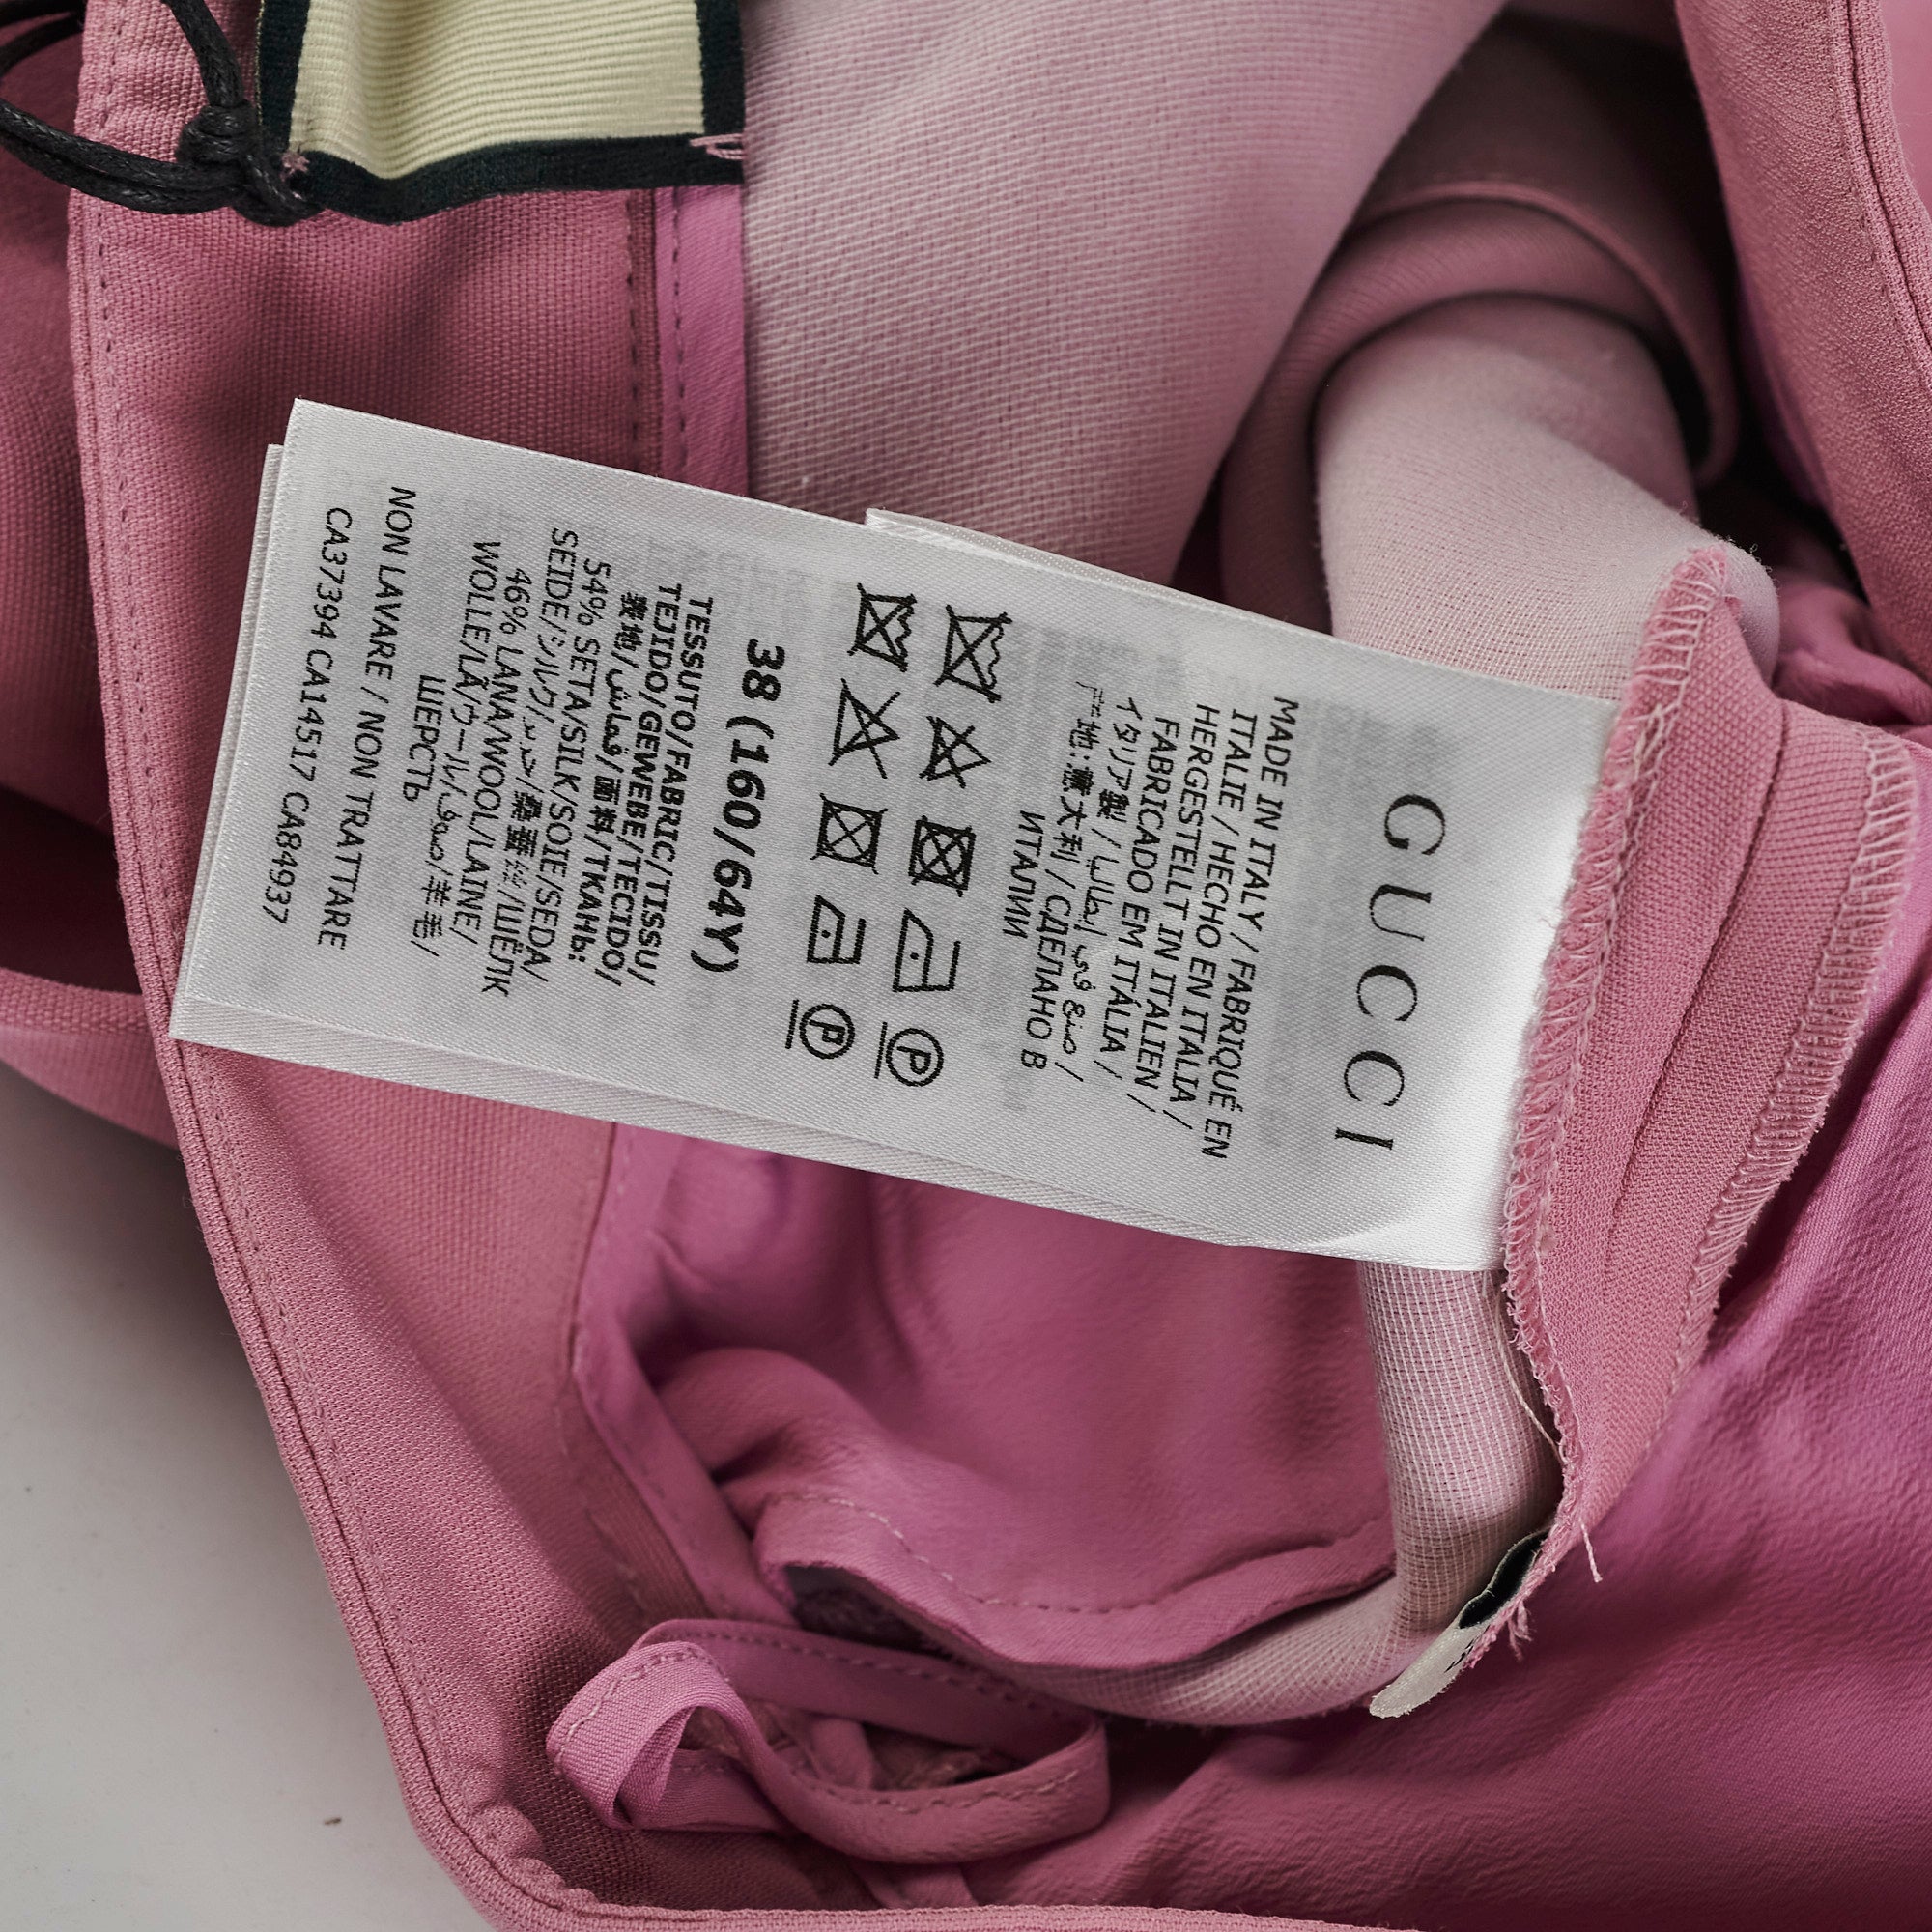 GUCCI
MADE IN ITALY / FABRIQUÉ EN
ITALIE / HECHO EN ITALIA /
HERGESTELLT IN ITALIEN /
FABRICADO EM ITÁLIA /
イタリア製 / صنع في إيطاليا /
产地:意大利 / СДЕЛАНО В
ИТАЛИИ
38 (160/64Y)
TESSUTO/FABRIC/TISSU/
TEJIDO/GEWEBE/TECIDO/
表地/قماش/面料/ТКАНЬ:
54% SETA/SILK/SOIE/SEDA/
SEIDE/シルク/حرير/桑蚕丝/ШЁЛК
46% LANA/WOOL/LAINE/
WOLLE/LÃ/ウール/صوف/羊毛/
ШЕРСТЬ
NON LAVARE / NON TRATTARE
CA37394 CA14517 CA84937